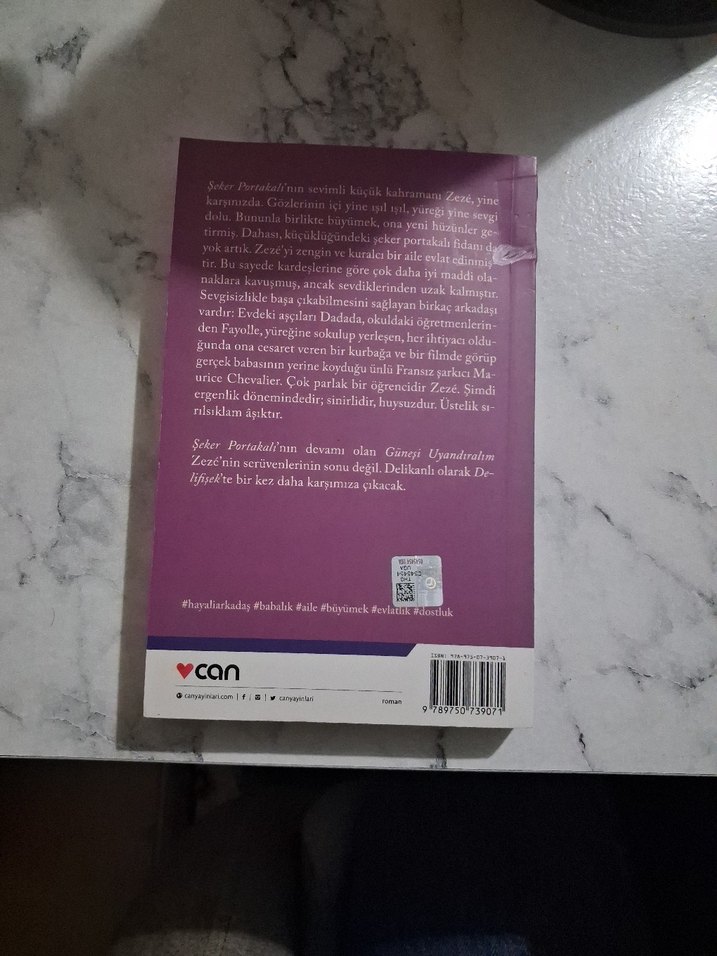 Şeker Portakalı'nın sevimli küçük kahramanı Zezé, yine
karşınızda. Gözlerinin içi yine ışıl ışıl, yüreği yine sevgi
dolu. Bununla birlikte büyümek, ona yeni hüzünler ge-
tirmiş. Dahası, küçüklüğündeki şeker portakalı fidanı da
yok artık. Zezé'yi zengin ve kuralcı bir aile evlat edinmiş-
tir. Bu sayede kardeşlerine göre çok daha iyi maddi ola-
naklara kavuşmuş, ancak sevdiklerinden uzak kalmıştır.
Sevgisizlikle başa çıkabilmesini sağlayan birkaç arkadaşı
vardır: Evdeki aşçıları Dadada, okuldaki öğretmenlerin-
den Fayolle, yüreğine sokulup yerleşen, her ihtiyacı oldu-
ğunda ona cesaret veren bir kurbağa ve bir filmde görüp
gerçek babasının yerine koyduğu ünlü Fransız şarkıcı Ma-
urice Chevalier. Çok parlak bir öğrencidir Zezé. Şimdi
ergenlik dönemindedir; sinirlidir, huysuzdur. Üstelik sı-
rılsıklam âşıktır.
Şeker Portakalı'nın devamı olan Güneşi Uyandıralım
Zezé'nin serüvenlerinin sonu değil. Delikanlı olarak De-
lifişek'te bir kez daha karşımıza çıkacak.
#hayaliarkadaş #babalık #aile #büyümek #evlatlık #dostluk
can
canyayinlari.com | f | canyayinlari
roman
ISBN: 978-975-07-3907-1
9 789750 739071